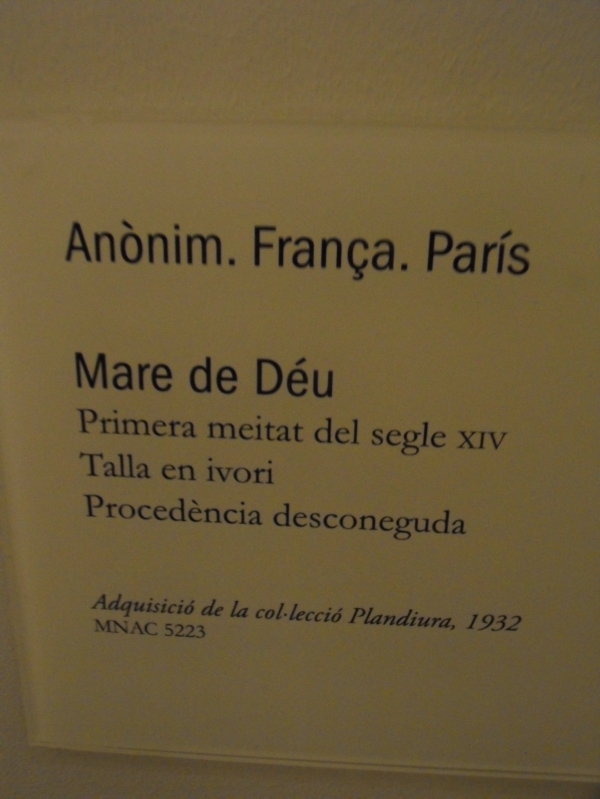 Anònim. França. París
Mare de Déu
Primera meitat del segle XIV
Talla en ivori
Procedència desconeguda
Adquisició de la col·lecció Plandiura, 1932
MNAC 5223